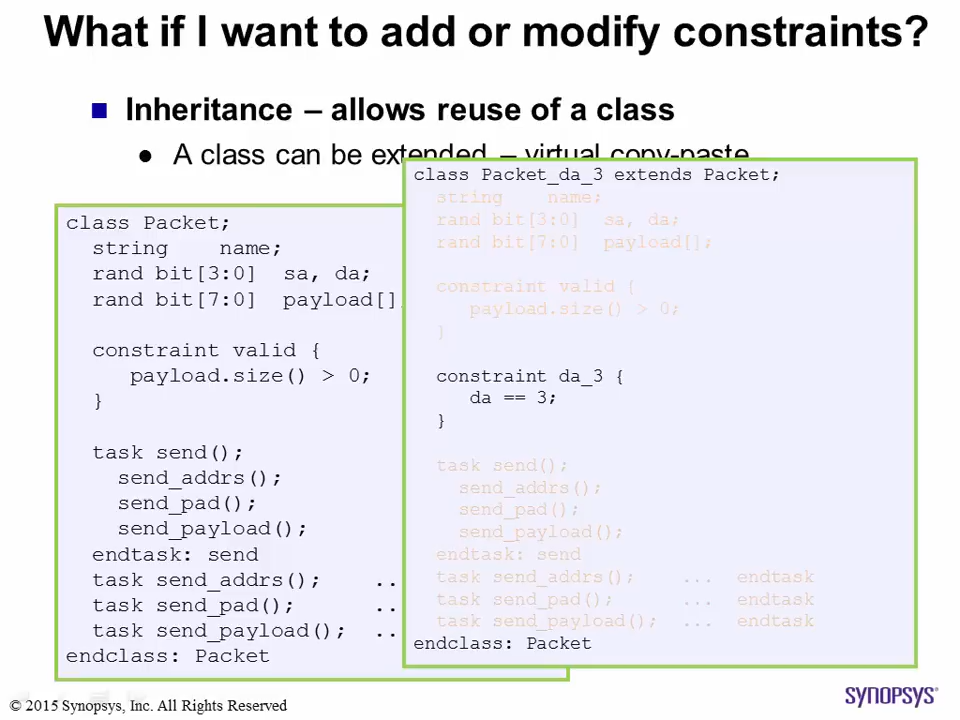 What if I want to add or modify constraints?
■ Inheritance – allows reuse of a class
● A class can be extended – virtual copy-paste
class Packet;
string name;
rand bit[3:0] sa, da;
rand bit[7:0] payload[];
constraint valid {
payload.size() > 0;
}
task send();
send_addrs();
send_pad();
send_payload();
endtask: send
task send_addrs(); ..
task send_pad(); ..
task send_payload(); ..
endclass: Packet
class Packet_da_3 extends Packet;
string name;
rand bit[3:0] sa, da;
rand bit[7:0] payload[];
constraint valid {
payload.size() > 0;
}
constraint da_3 {
da == 3;
}
task send();
send_addrs();
send_pad();
send_payload();
endtask: send
task send_addrs(); ... endtask
task send_pad(); ... endtask
task send_payload(); ... endtask
endclass: Packet
© 2015 Synopsys, Inc. All Rights Reserved
SYNOPSYS®